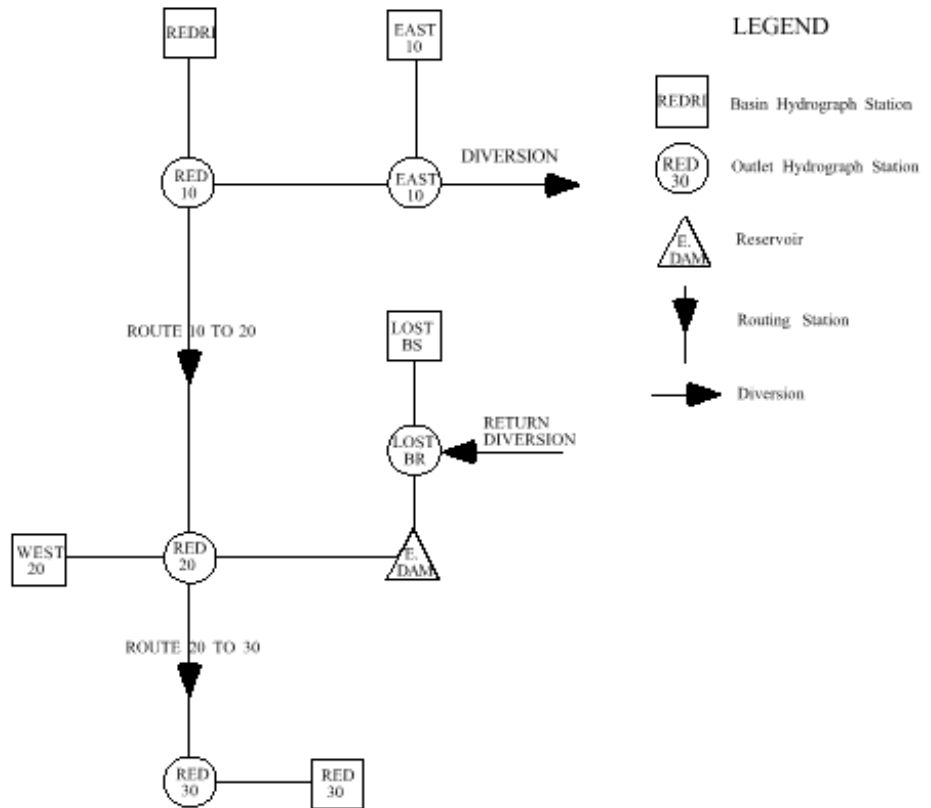 REDRI
EAST
10
LEGEND
REDRI
Basin Hydrograph Station
RED
10
EAST
10
DIVERSION
RED
30
Outlet Hydrograph Station
E.
DAM
Reservoir
ROUTE 10 TO 20
LOST
BS
Routing Station
Diversion
LOST
BR
RETURN
DIVERSION
WEST
20
RED
20
E.
DAM
ROUTE 20 TO 30
RED
30
RED
30